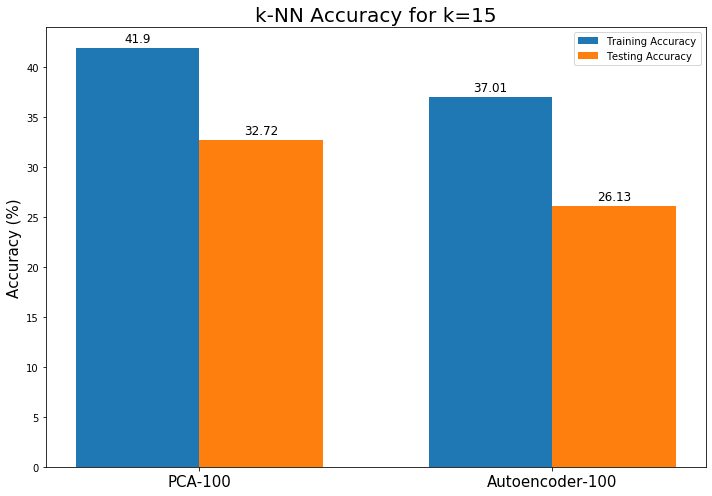 k-NN Accuracy for k=15
Training Accuracy
Testing Accuracy
41.9
32.72
37.01
26.13
Accuracy (%)
40
35
30
25
20
15
10
5
0
PCA-100
Autoencoder-100